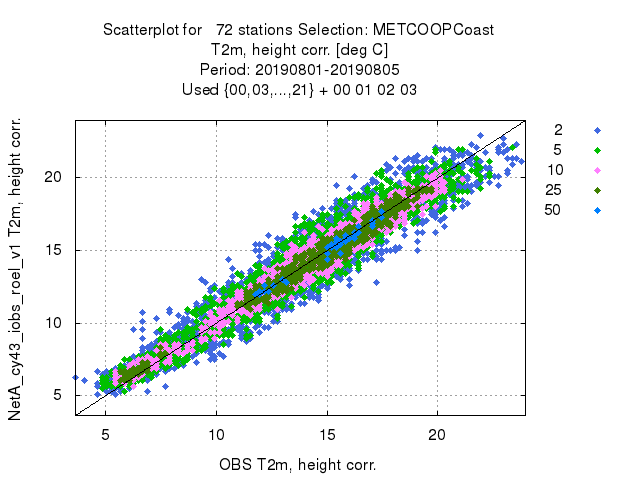 Scatterplot for 72 stations Selection: METCOOPCoast
T2m, height corr. [deg C]
Period: 20190801-20190805
Used {00,03,...,21} + 00 01 02 03
NetA_cy43_iobs_roel_v1 T2m, height corr.
20
15
10
5
5
10
15
20
OBS T2m, height corr.
2
5
10
25
50